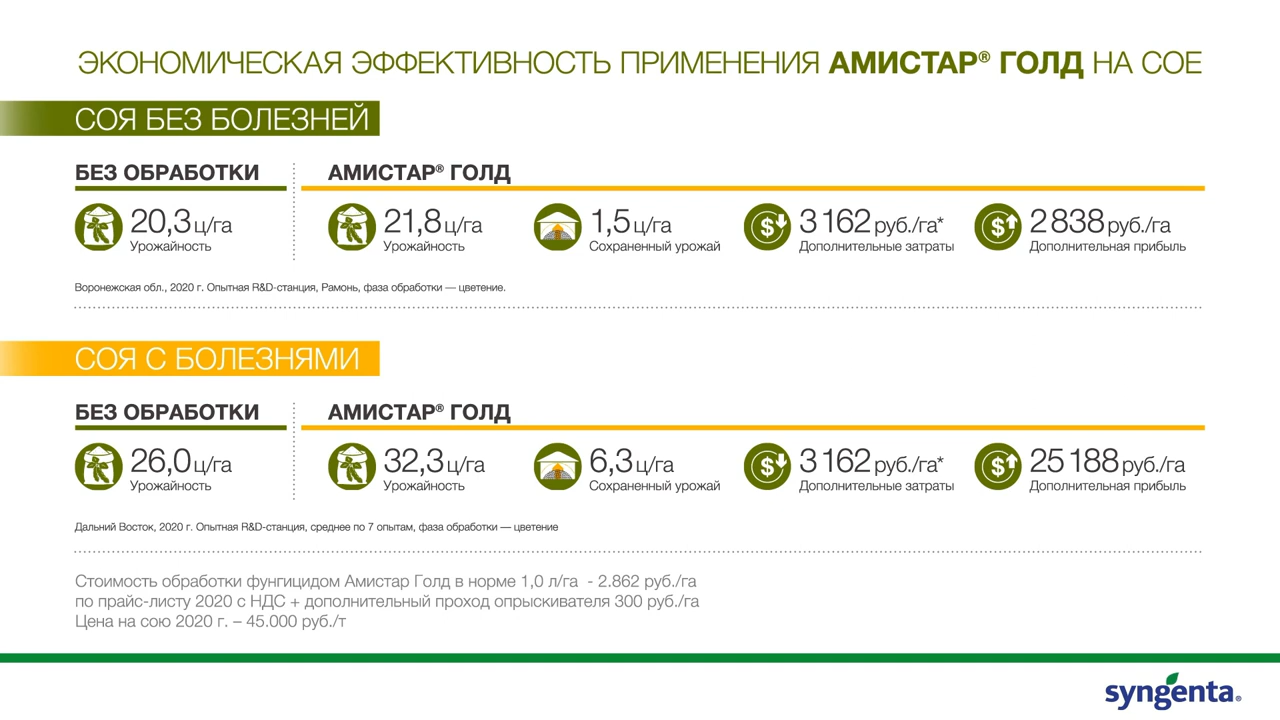 ЭКОНОМИЧЕСКАЯ ЭФФЕКТИВНОСТЬ ПРИМЕНЕНИЯ АМИСТАР® ГОЛД НА СОЕ
СОЯ БЕЗ БОЛЕЗНЕЙ
БЕЗ ОБРАБОТКИ
АМИСТАР® ГОЛД
20,3 ц/га
Урожайность
21,8 ц/га
Урожайность
1,5 ц/га
Сохраненный урожай
3 162 руб./га*
Дополнительные затраты
2 838 руб./га
Дополнительная прибыль
Воронежская обл., 2020 г. Опытная R&D-станция, Рамонь, фаза обработки — цветение.
СОЯ С БОЛЕЗНЯМИ
БЕЗ ОБРАБОТКИ
АМИСТАР® ГОЛД
26,0 ц/га
Урожайность
32,3 ц/га
Урожайность
6,3 ц/га
Сохраненный урожай
3 162 руб./га*
Дополнительные затраты
25 188 руб./га
Дополнительная прибыль
Дальний Восток, 2020 г. Опытная R&D-станция, среднее по 7 опытам, фаза обработки — цветение
Стоимость обработки фунгицидом Амистар Голд в норме 1,0 л/га - 2.862 руб./га
по прайс-листу 2020 с НДС + дополнительный проход опрыскивателя 300 руб./га
Цена на сою 2020 г. – 45.000 руб./т
syngenta®